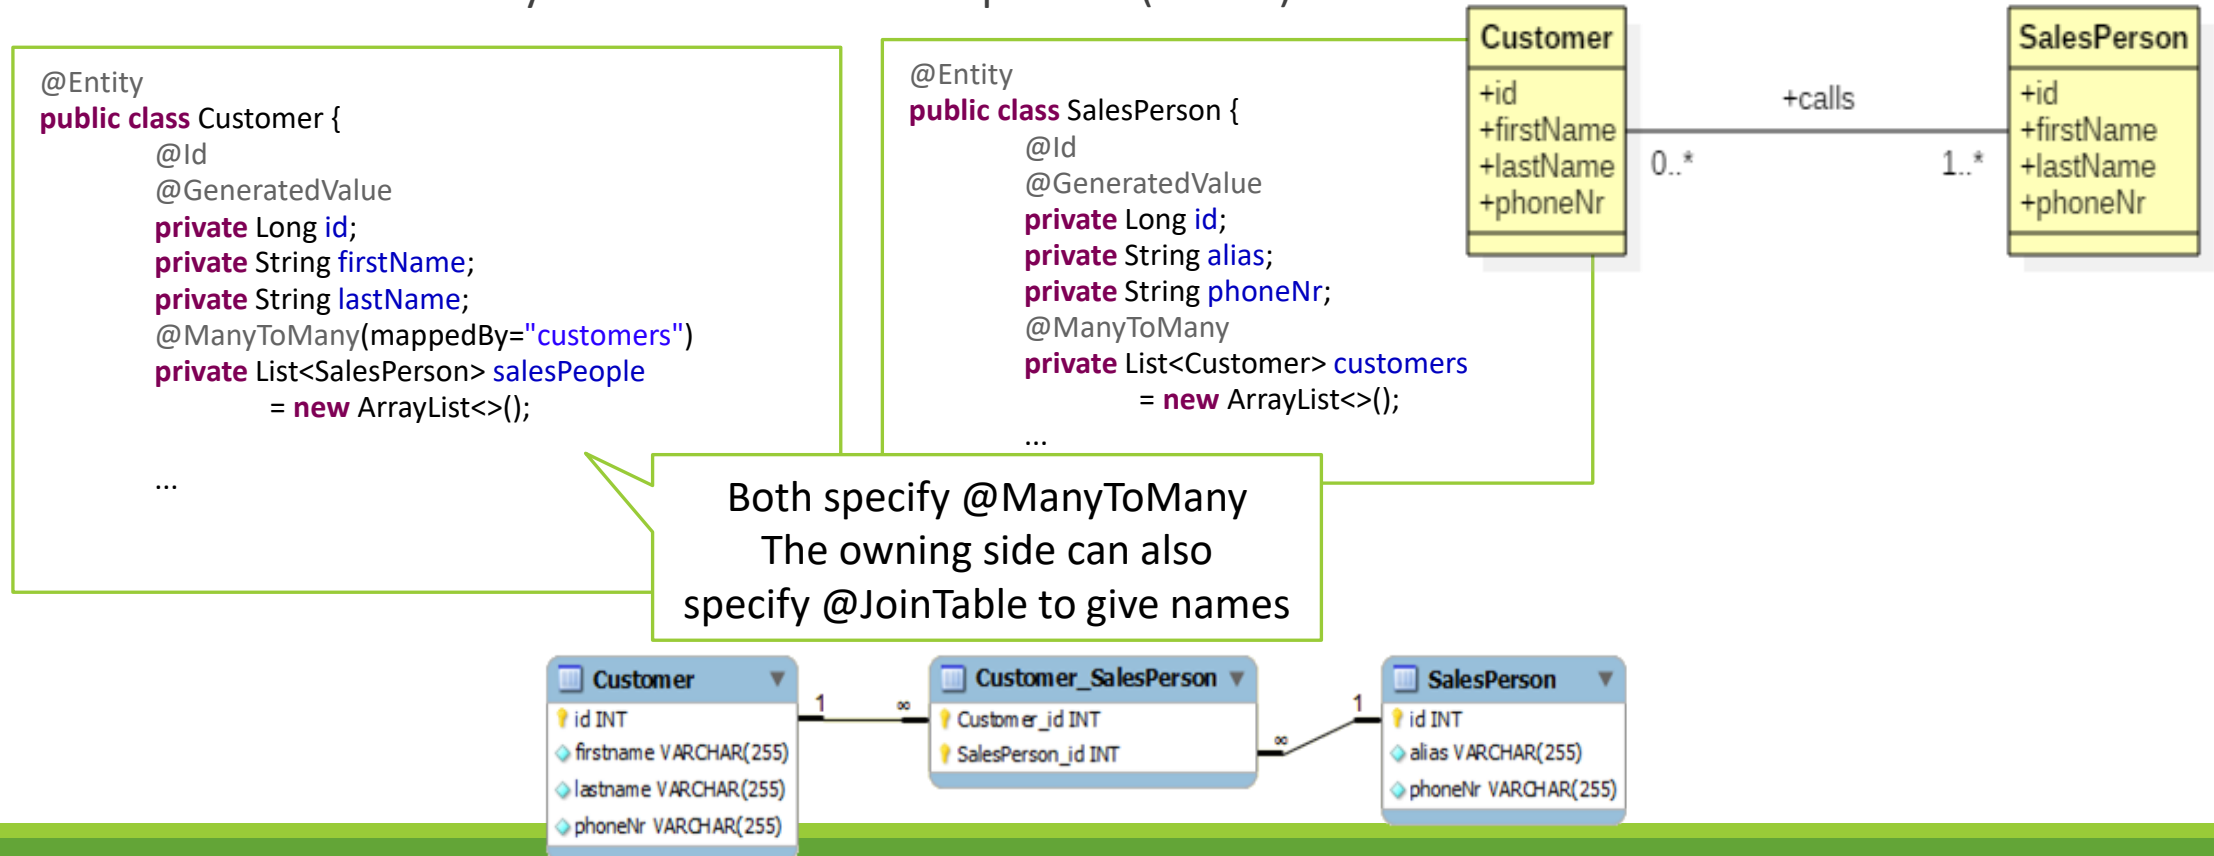 @Entity
public class Customer {
@Id
@GeneratedValue
private Long id;
private String firstName;
private String lastName;
@ManyToMany(mappedBy="customers")
private List<SalesPerson> salesPeople
= new ArrayList<>();
...
@Entity
public class SalesPerson {
@Id
@GeneratedValue
private Long id;
private String alias;
private String phoneNr;
@ManyToMany
private List<Customer> customers
= new ArrayList<>();
...
Customer
+id
+firstName
+lastName
+phoneNr
+calls
0..*
1..*
SalesPerson
+id
+firstName
+lastName
+phoneNr
Both specify @ManyToMany
The owning side can also
specify @JoinTable to give names
Customer
id INT
firstname VARCHAR(255)
lastname VARCHAR(255)
phoneNr VARCHAR(255)
1
∞
Customer_SalesPerson
Customer_id INT
SalesPerson_id INT
∞
1
SalesPerson
id INT
alias VARCHAR(255)
phoneNr VARCHAR(255)